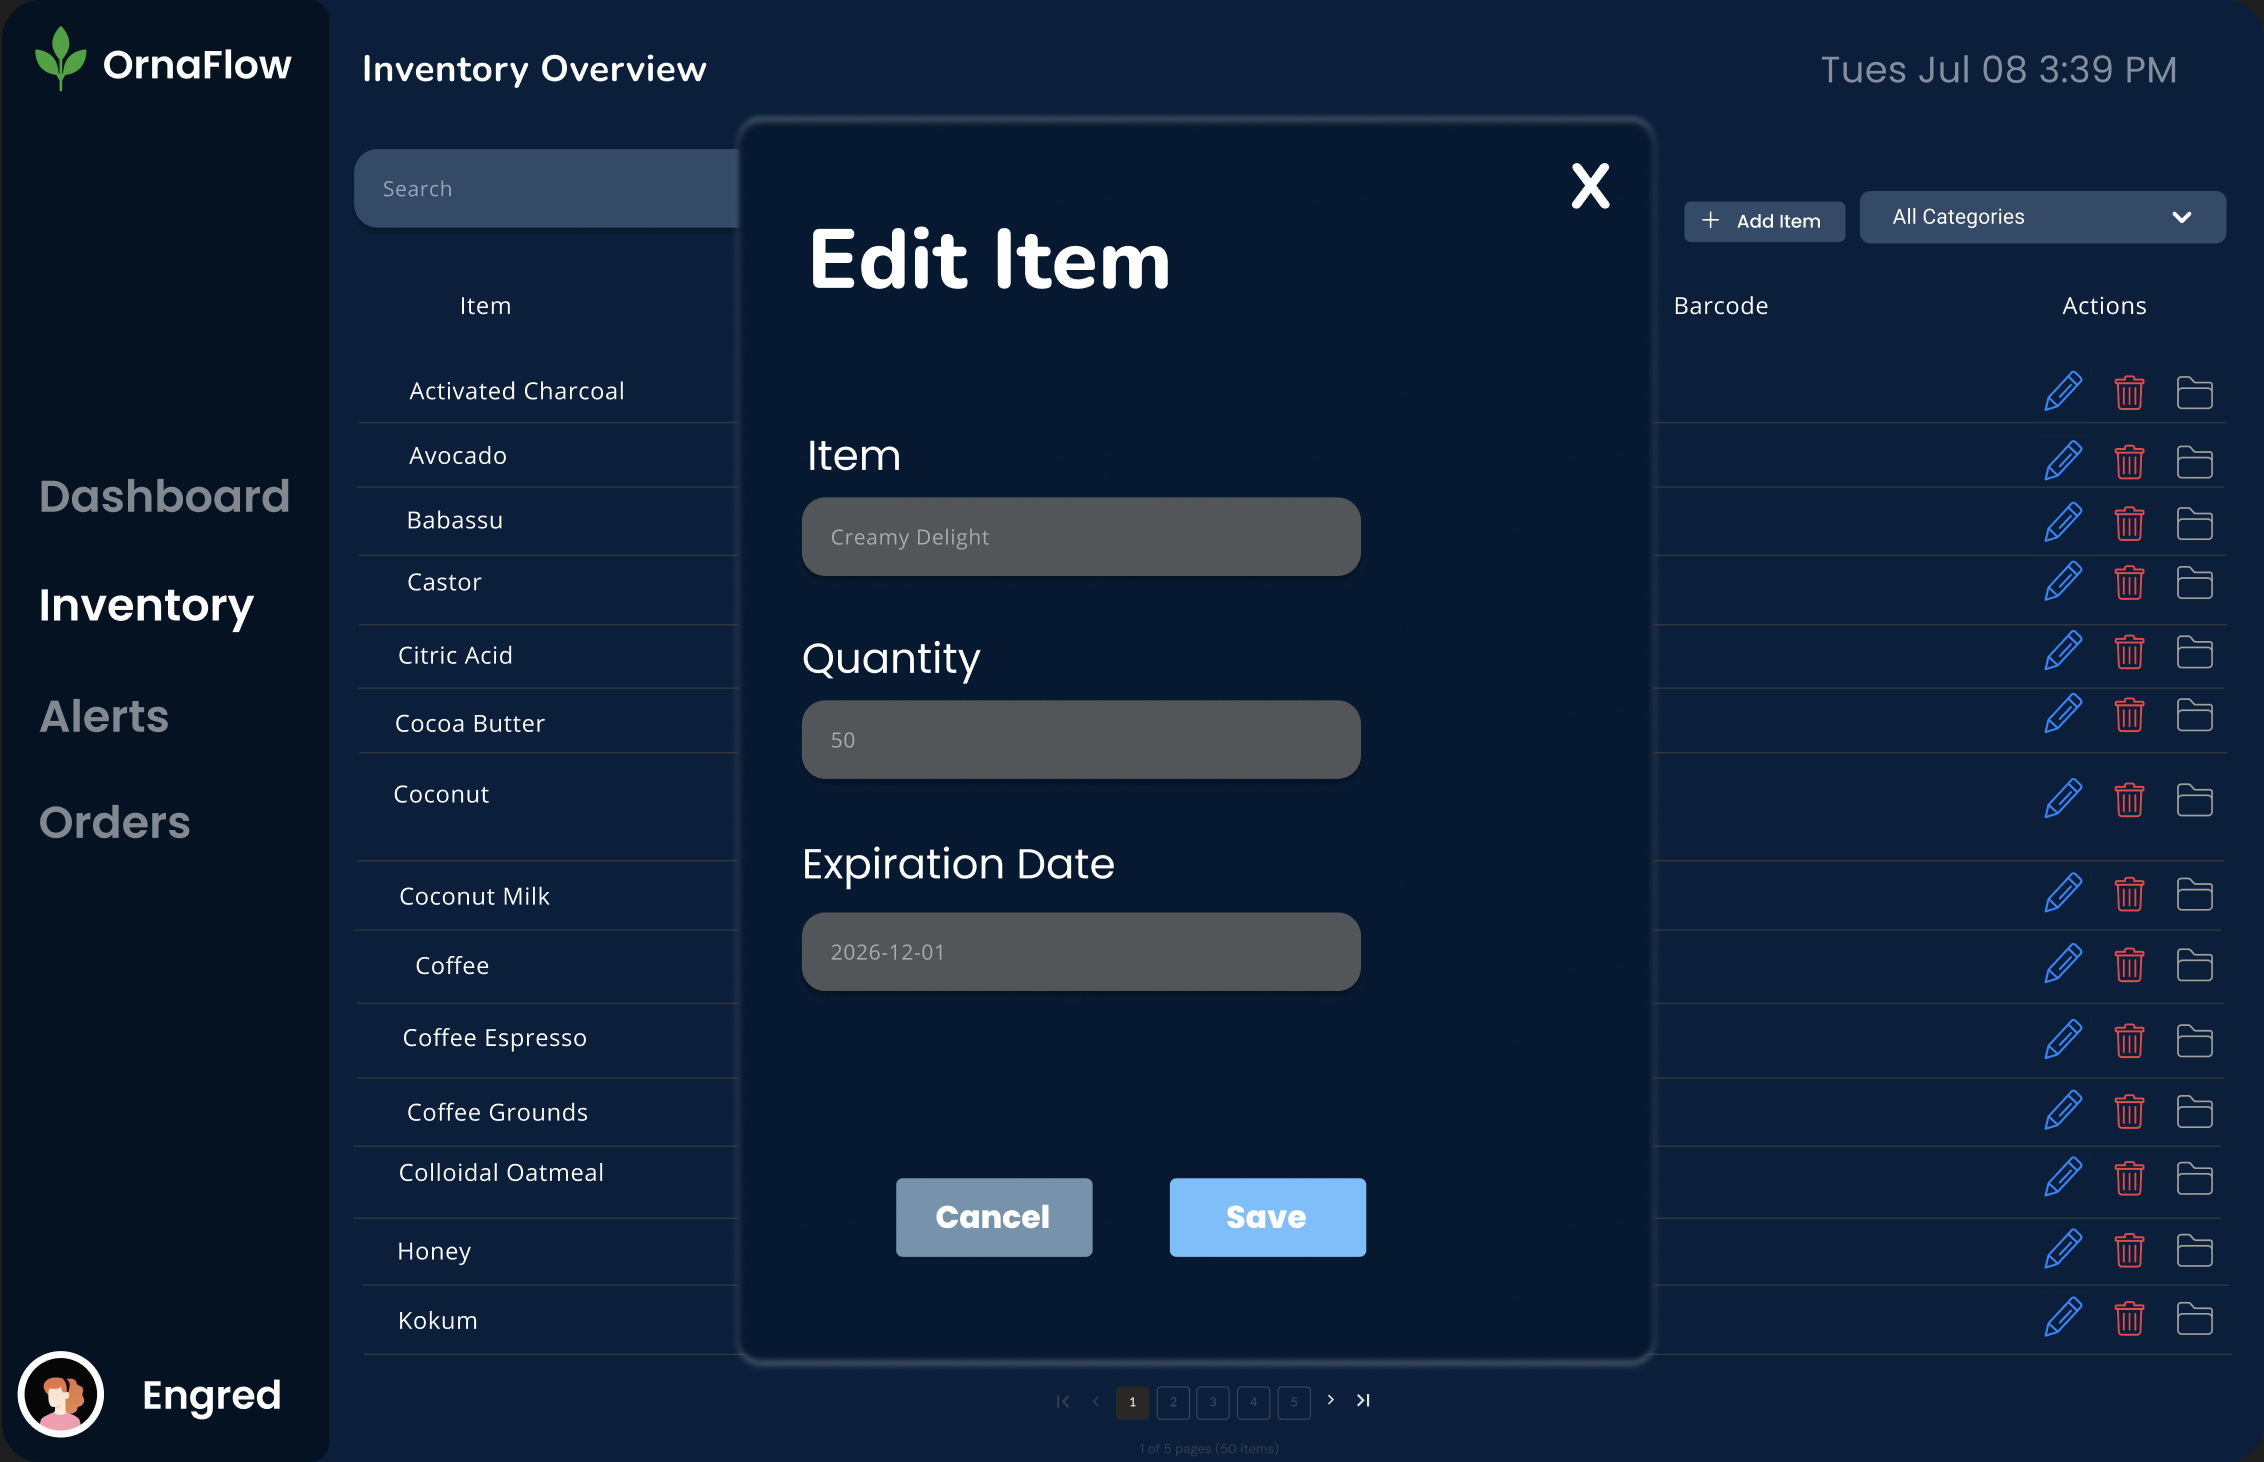 OrnaFlow
Inventory Overview
Tues Jul 08 3:39 PM
Search
X
Edit Item
+ Add Item
All Categories
Item
Barcode
Actions
Activated Charcoal
Avocado
Babassu
Castor
Citric Acid
Cocoa Butter
Coconut
Coconut Milk
Coffee
Coffee Espresso
Coffee Grounds
Colloidal Oatmeal
Honey
Kokum
Dashboard
Inventory
Alerts
Orders
Engred
Item
Creamy Delight
Quantity
50
Expiration Date
2026-12-01
Cancel
Save
1 2 3 4 5
1 of 5 pages (50 items)